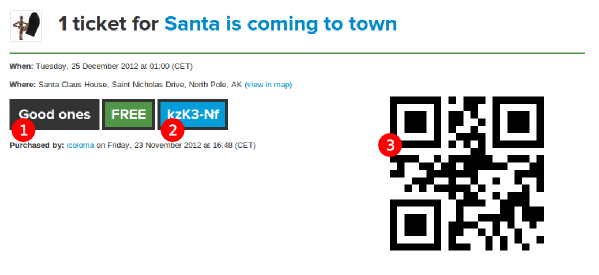 1 ticket for Santa is coming to town
When: Tuesday, 25 December 2012 at 01:00 (CET)
Where: Santa Claus House, Saint Nicholas Drive, North Pole, AK (view in map)
Good ones FREE kzK3-Nf
1 2 3
Purchased by: icoloma on Friday, 23 November 2012 at 16:48 (CET)